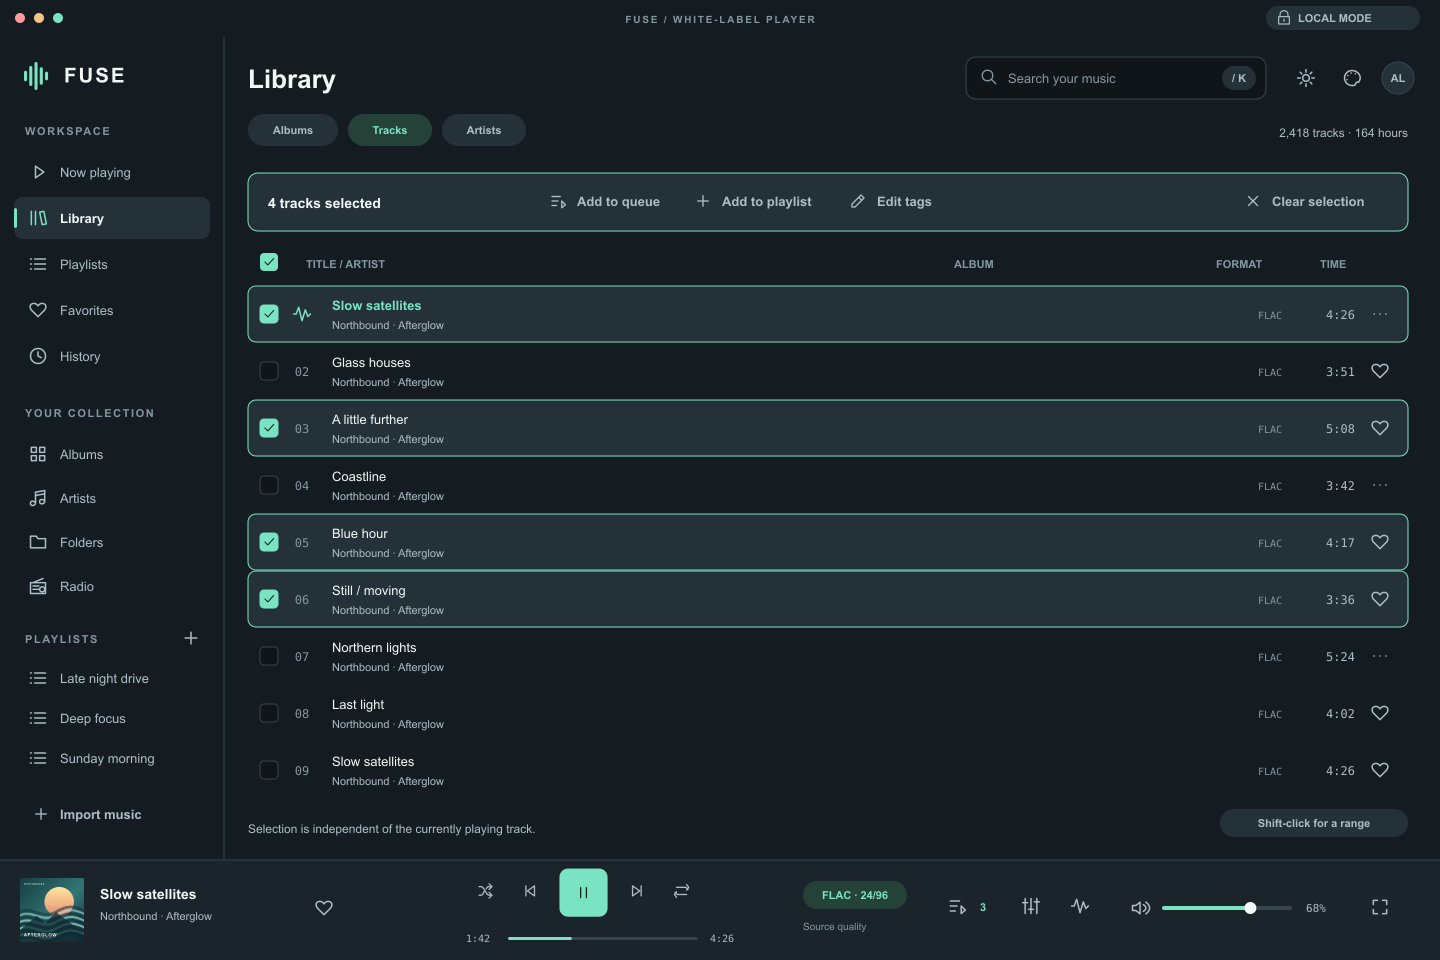 FUSE / WHITE-LABEL PLAYER
LOCAL MODE
FUSE
WORKSPACE
Now playing
Library
Playlists
Favorites
History
YOUR COLLECTION
Albums
Artists
Folders
Radio
PLAYLISTS
Late night drive
Deep focus
Sunday morning
Import music
Library
Search your music
/ K
AL
Albums
Tracks
Artists
2,418 tracks · 164 hours
4 tracks selected
Add to queue
Add to playlist
Edit tags
Clear selection
TITLE / ARTIST ALBUM FORMAT TIME
Slow satellites
Northbound · Afterglow
FLAC 4:26 ···
02 Glass houses
Northbound · Afterglow
FLAC 3:51
03 A little further
Northbound · Afterglow
FLAC 5:08
04 Coastline
Northbound · Afterglow
FLAC 3:42 ···
05 Blue hour
Northbound · Afterglow
FLAC 4:17
06 Still / moving
Northbound · Afterglow
FLAC 3:36
07 Northern lights
Northbound · Afterglow
FLAC 5:24 ···
08 Last light
Northbound · Afterglow
FLAC 4:02
09 Slow satellites
Northbound · Afterglow
FLAC 4:26
Selection is independent of the currently playing track.
Shift-click for a range
AFTERGLOW
Slow satellites
Northbound · Afterglow
1:42
4:26
FLAC · 24/96
Source quality
3
68%